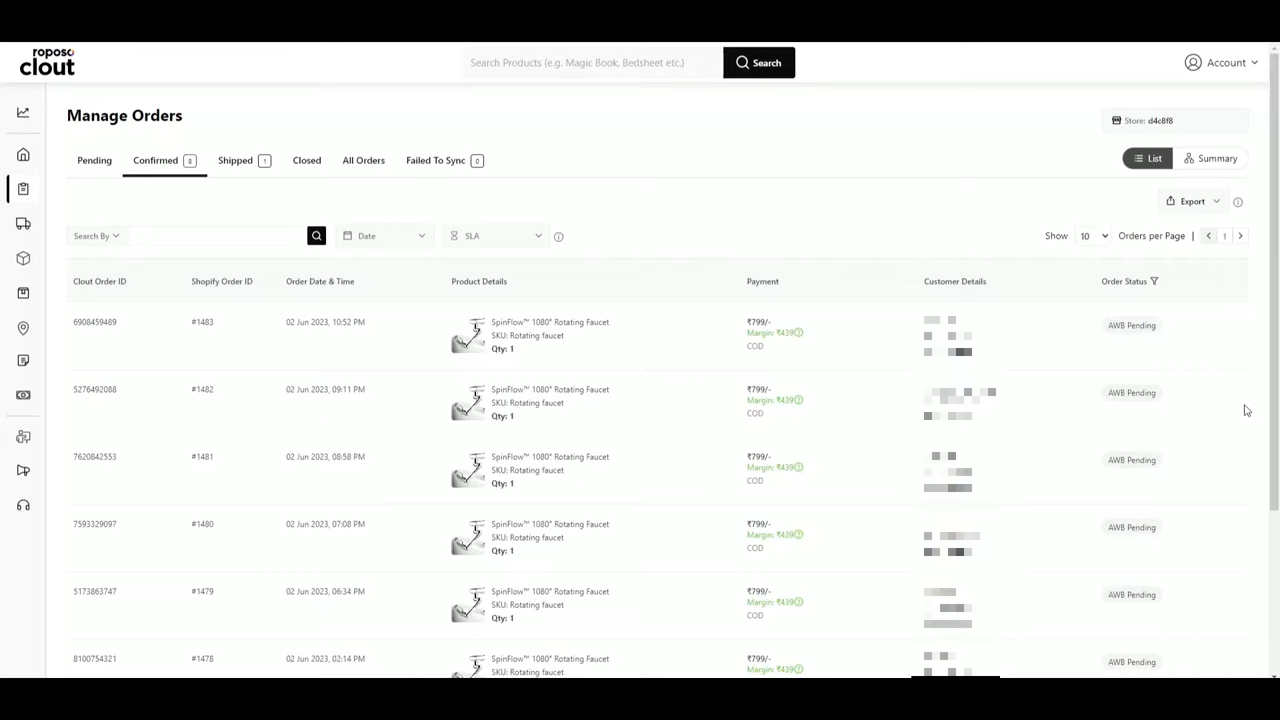 roposo
clout
Search Products (e.g. Magic Book, Bedsheet etc.)
Search
Account
Manage Orders
Store: d4c8f8
Pending
Confirmed 8
Shipped 1
Closed
All Orders
Failed To Sync 0
List
Summary
Export
Search By
Date
SLA
Show 10 Orders per Page | 1
Clout Order ID
Shopify Order ID
Order Date & Time
Product Details
Payment
Customer Details
Order Status
6908459489
#1483
02 Jun 2023, 10:52 PM
SpinFlow™ 1080° Rotating Faucet
SKU: Rotating faucet
Qty: 1
₹799/-
Margin: ₹439
COD
AWB Pending
5276492088
#1482
02 Jun 2023, 09:11 PM
SpinFlow™ 1080° Rotating Faucet
SKU: Rotating faucet
Qty: 1
₹799/-
Margin: ₹439
COD
AWB Pending
7620842553
#1481
02 Jun 2023, 08:58 PM
SpinFlow™ 1080° Rotating Faucet
SKU: Rotating faucet
Qty: 1
₹799/-
Margin: ₹439
COD
AWB Pending
7593329097
#1480
02 Jun 2023, 07:08 PM
SpinFlow™ 1080° Rotating Faucet
SKU: Rotating faucet
Qty: 1
₹799/-
Margin: ₹439
COD
AWB Pending
5173863747
#1479
02 Jun 2023, 06:34 PM
SpinFlow™ 1080° Rotating Faucet
SKU: Rotating faucet
Qty: 1
₹799/-
Margin: ₹439
COD
AWB Pending
8100754321
#1478
02 Jun 2023, 02:14 PM
SpinFlow™ 1080° Rotating Faucet
SKU: Rotating faucet
₹799/-
Margin: ₹439
AWB Pending